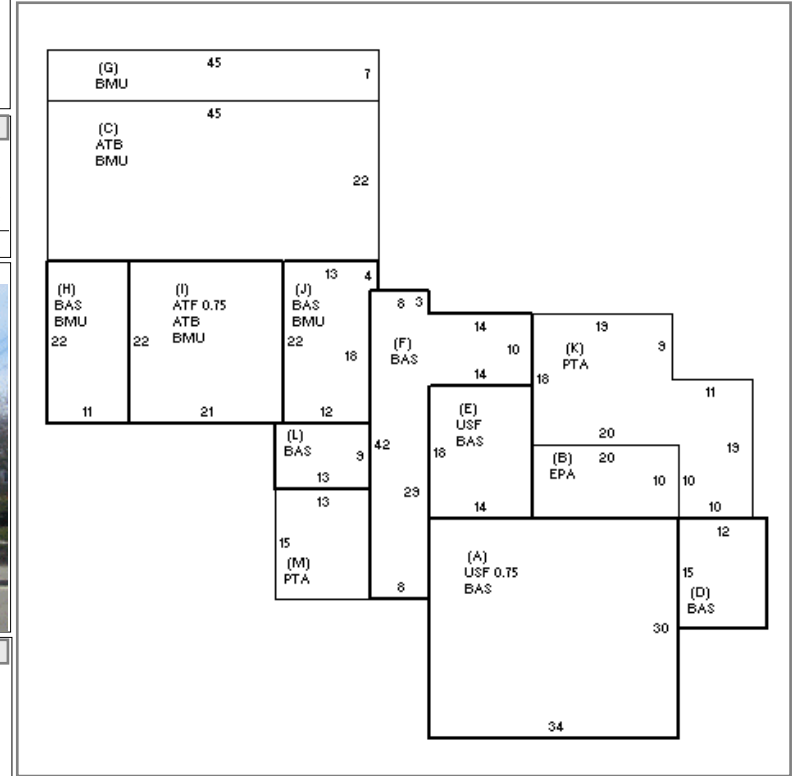 45
(G)
BMU
7
45
(C)
ATB
BMU
22
(H)
BAS
BMU
22
11
(I)
ATF 0.75
ATB
BMU
22
21
13
4
(J)
BAS
BMU
22
18
12
8 3
(F)
BAS
14
10
14
42
29
8
19
(K)
PTA
9
18
11
20
19
10
10
(E)
USF
BAS
18
14
(B)
EPA
20
10
(L)
BAS
9
13
13
15
(M)
PTA
(A)
USF 0.75
BAS
30
34
12
15
(D)
BAS